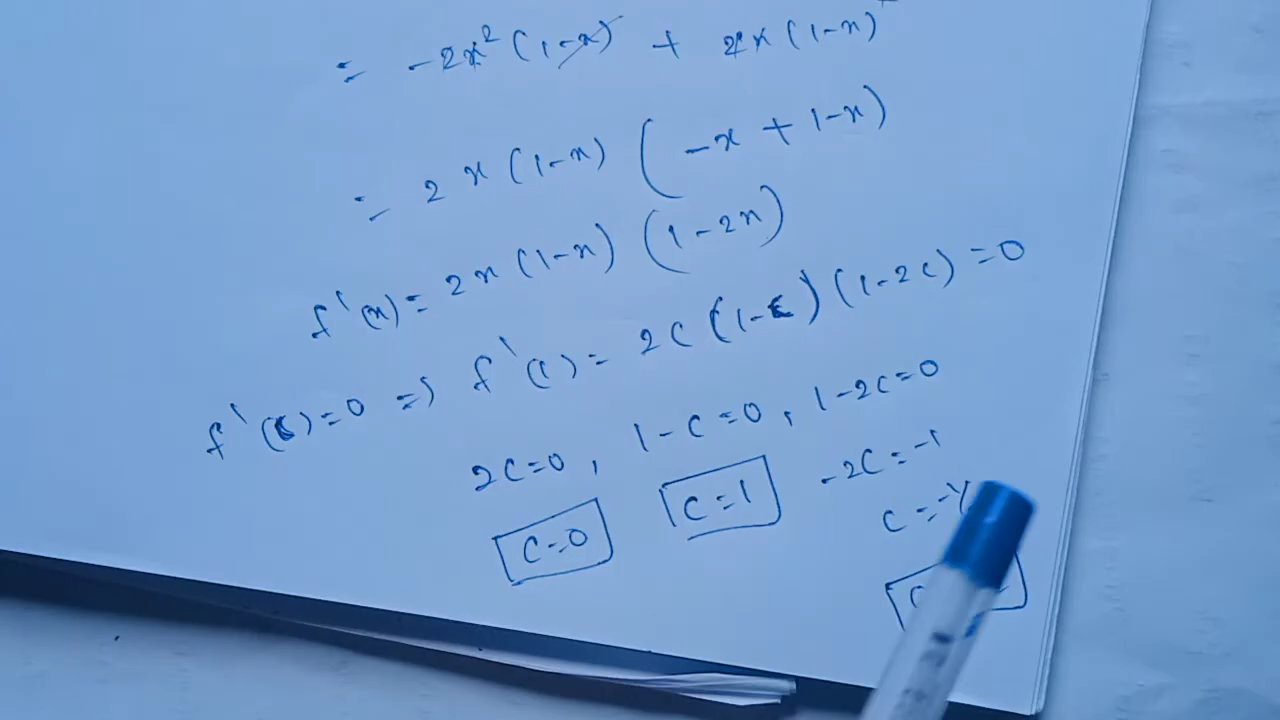 = -2x² (1-x) + 2x (1-x)
= 2x (1-x) (-x + 1-x)
f'(x) = 2x (1-x) (1-2x)
f'(c)=0 => f'(c) = 2c (1-c) (1-2c) =0
2c=0, 1-c=0, 1-2c=0
-2c = -1
c=0 c=1 c =